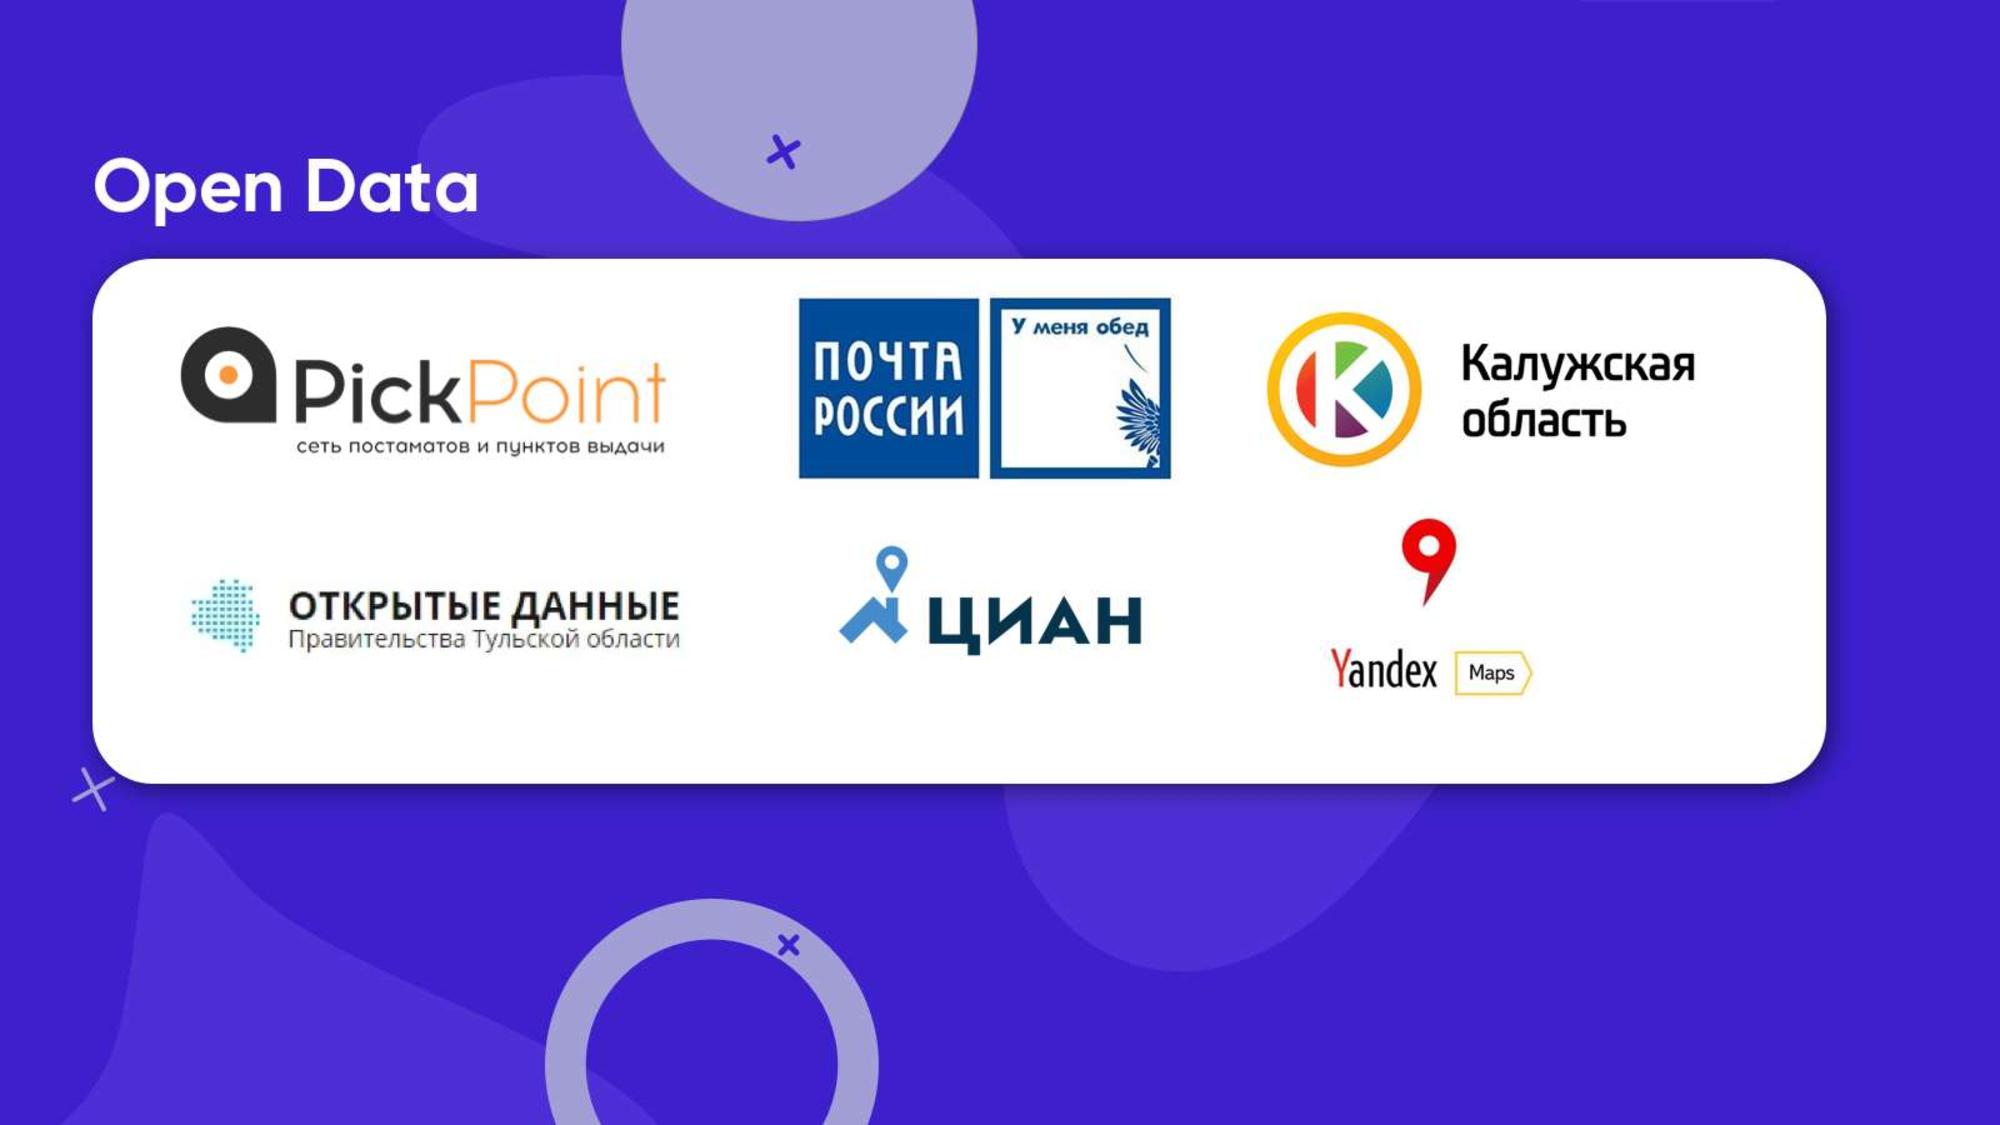 Open Data
PickPoint
сеть постаматов и пунктов выдачи
ПОЧТА
РОССИИ
У меня обед
Калужская
область
ОТКРЫТЫЕ ДАННЫЕ
Правительства Тульской области
ЦИАН
Yandex Maps